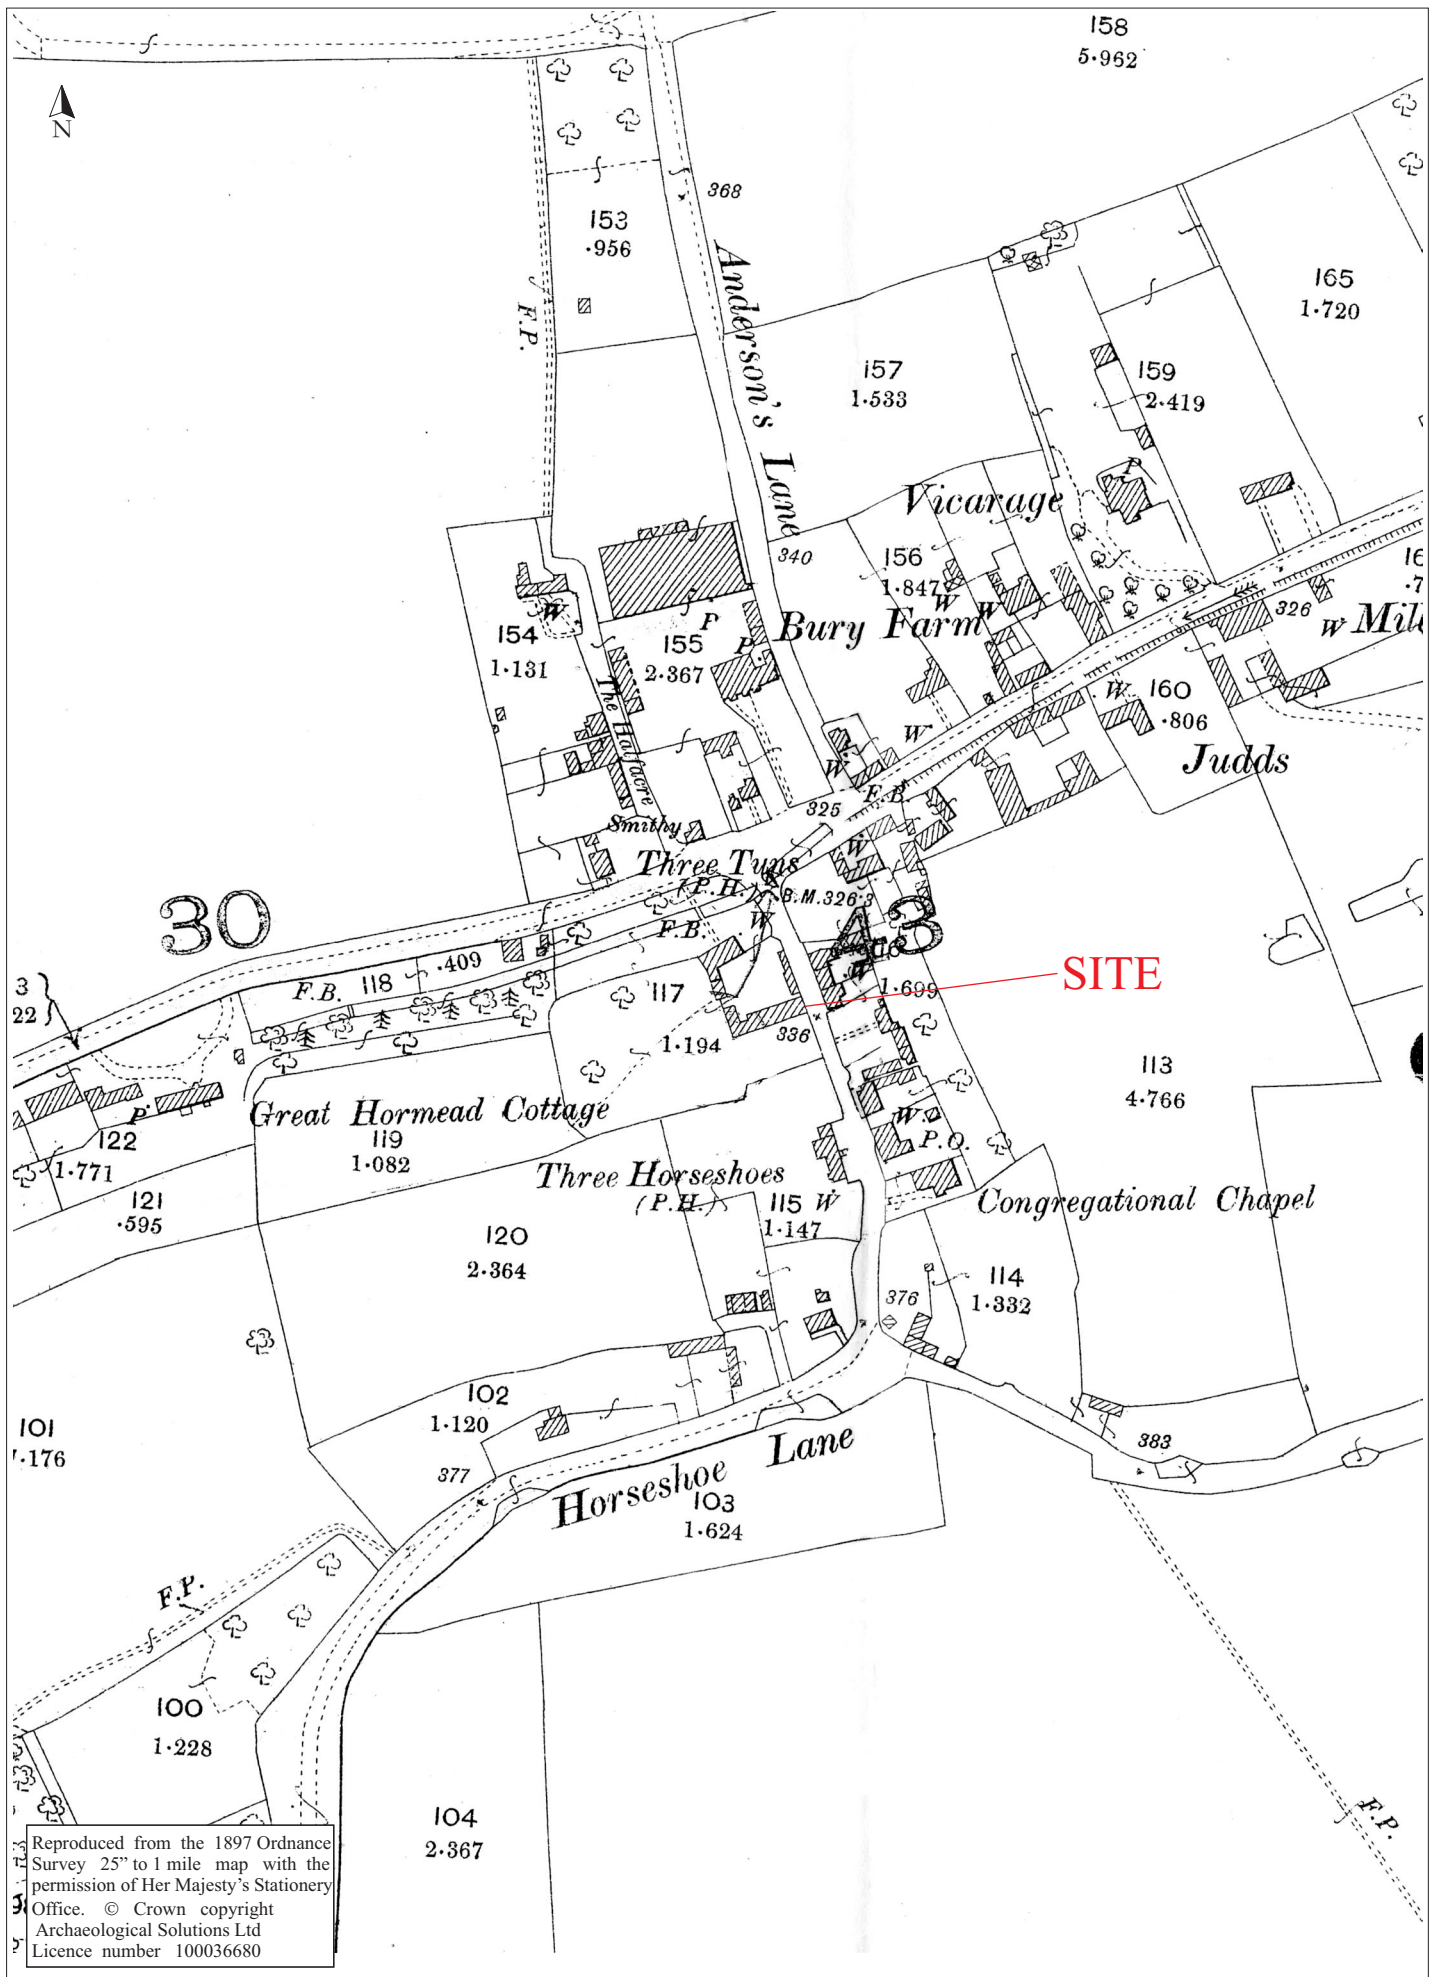 158
5·962
N
368
153
·956
F.P.
Anderson's Lane
165
1·720
157
1·533
159
2·419
P
Vicarage
340
156
1·847
W
W
326
W Mill
Bury Farm
W
154
1·131
P
155
2·367
P.
The Halfacre
W
160
·806
W
Judds
W
F.B.
325
Smithy
W
Three Tuns
(P.H.)
B.M.326·3
30
3
F.B.
W
·409
118
F.B.
117
1·699
SITE
3
22
1·194
336
113
4·766
Great Hormead Cottage
P.
122
1·771
119
1·082
W.
P.O.
Three Horseshoes
(P.H.)
121
·595
115 W
1·147
Congregational Chapel
120
2·364
114
1·332
376
102
1·120
101
383
377
Horseshoe Lane
103
1·624
F.P.
100
1·228
104
2·367
F.P.
Reproduced from the 1897 Ordnance
Survey 25” to 1 mile map with the
permission of Her Majesty’s Stationery
Office. © Crown copyright
Archaeological Solutions Ltd
Licence number 100036680